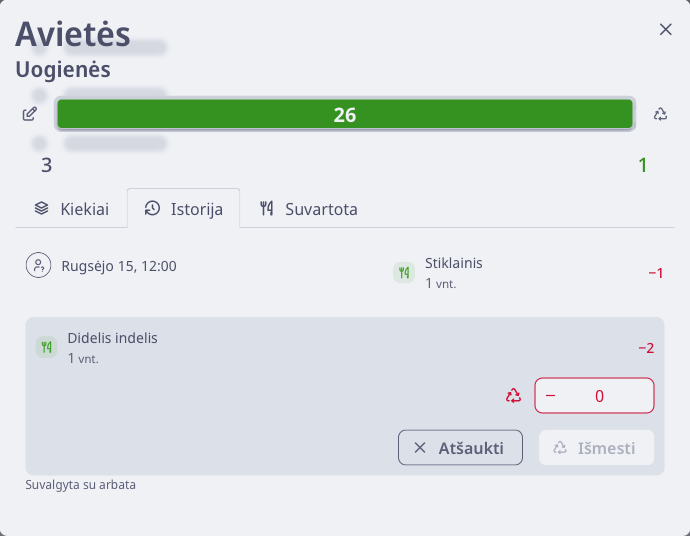 Avietės
Uogienės
26
3
1
Kiekiai
Istorija
Suvartota
Rugsėjo 15, 12:00
Stiklainis
1 vnt.
−1
Didelis indelis
1 vnt.
−2
− 0
Atšaukti
Išmesti
Suvalgyta su arbata